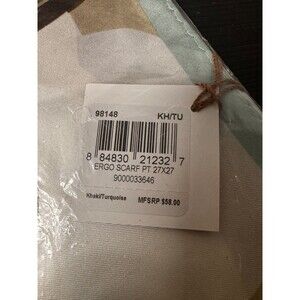 98148 KH/TU
8 84830 21232 7
ERGO SCARF PT 27X27
9000033646
Khaki/Turquoise MFSRP $58.00